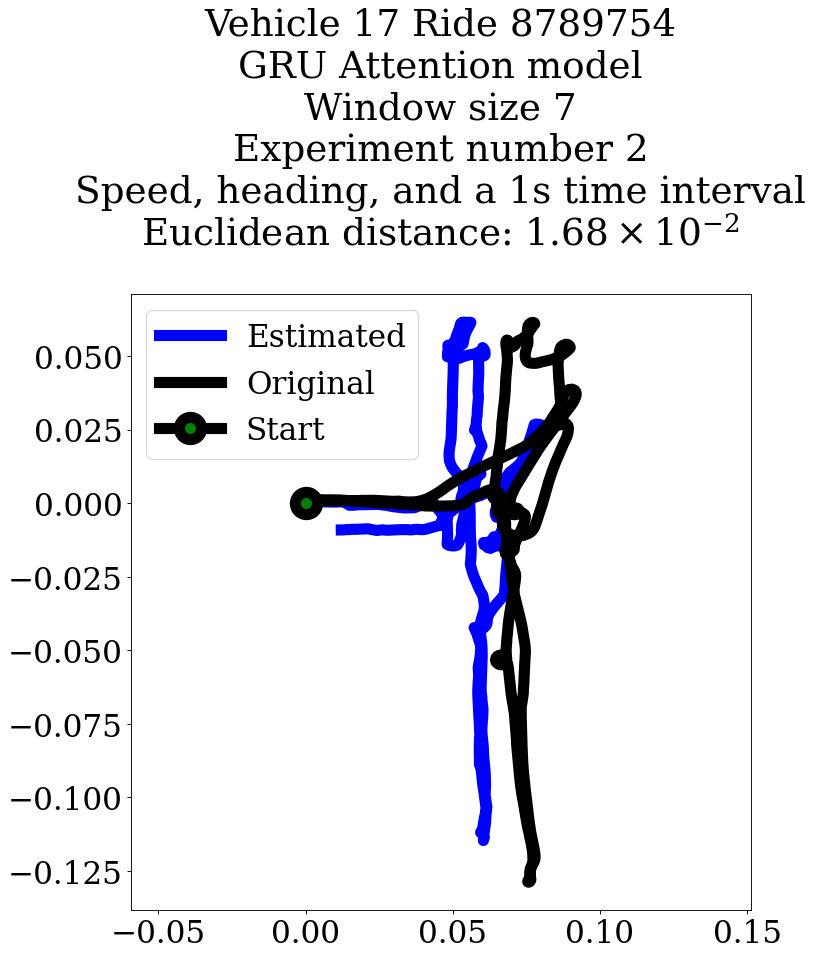 Vehicle 17 Ride 8789754
GRU Attention model
Window size 7
Experiment number 2
Speed, heading, and a 1s time interval
Euclidean distance: 1.68 × 10⁻²
Estimated
Original
Start
0.050
0.025
0.000
−0.025
−0.050
−0.075
−0.100
−0.125
−0.05 0.00 0.05 0.10 0.15